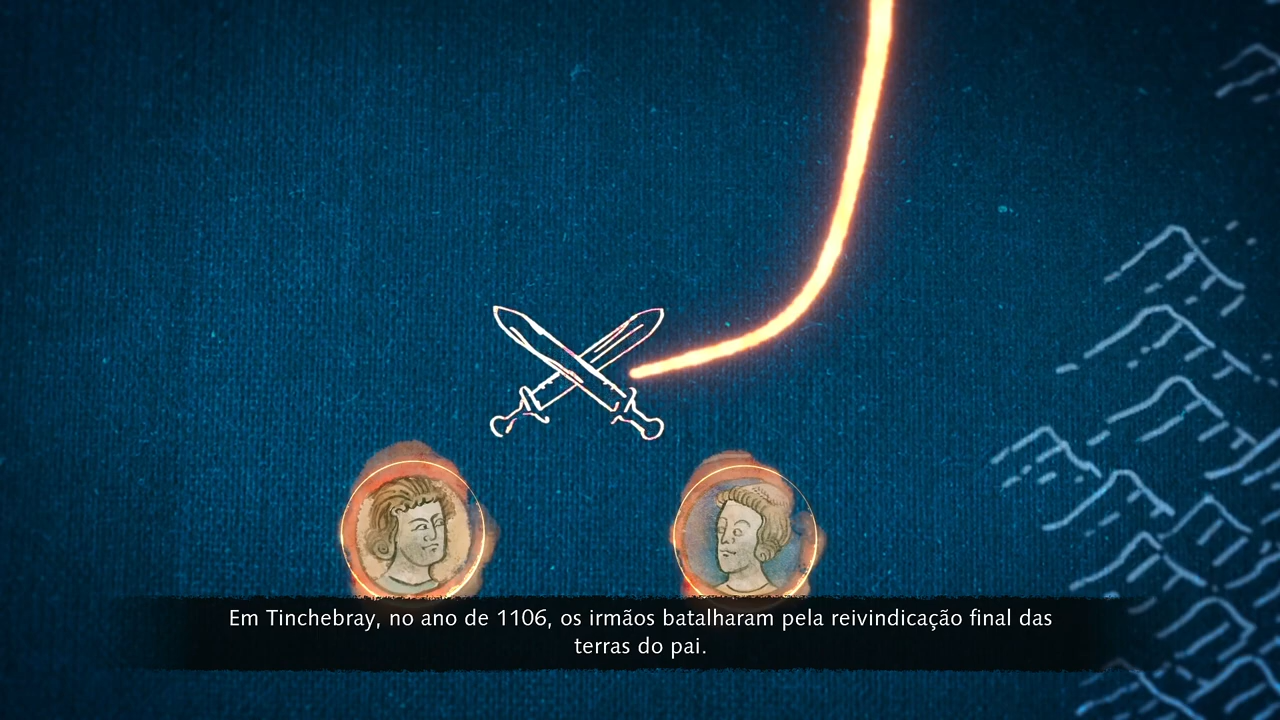 Em Tinchebray, no ano de 1106, os irmãos batalharam pela reivindicação final das
terras do pai.